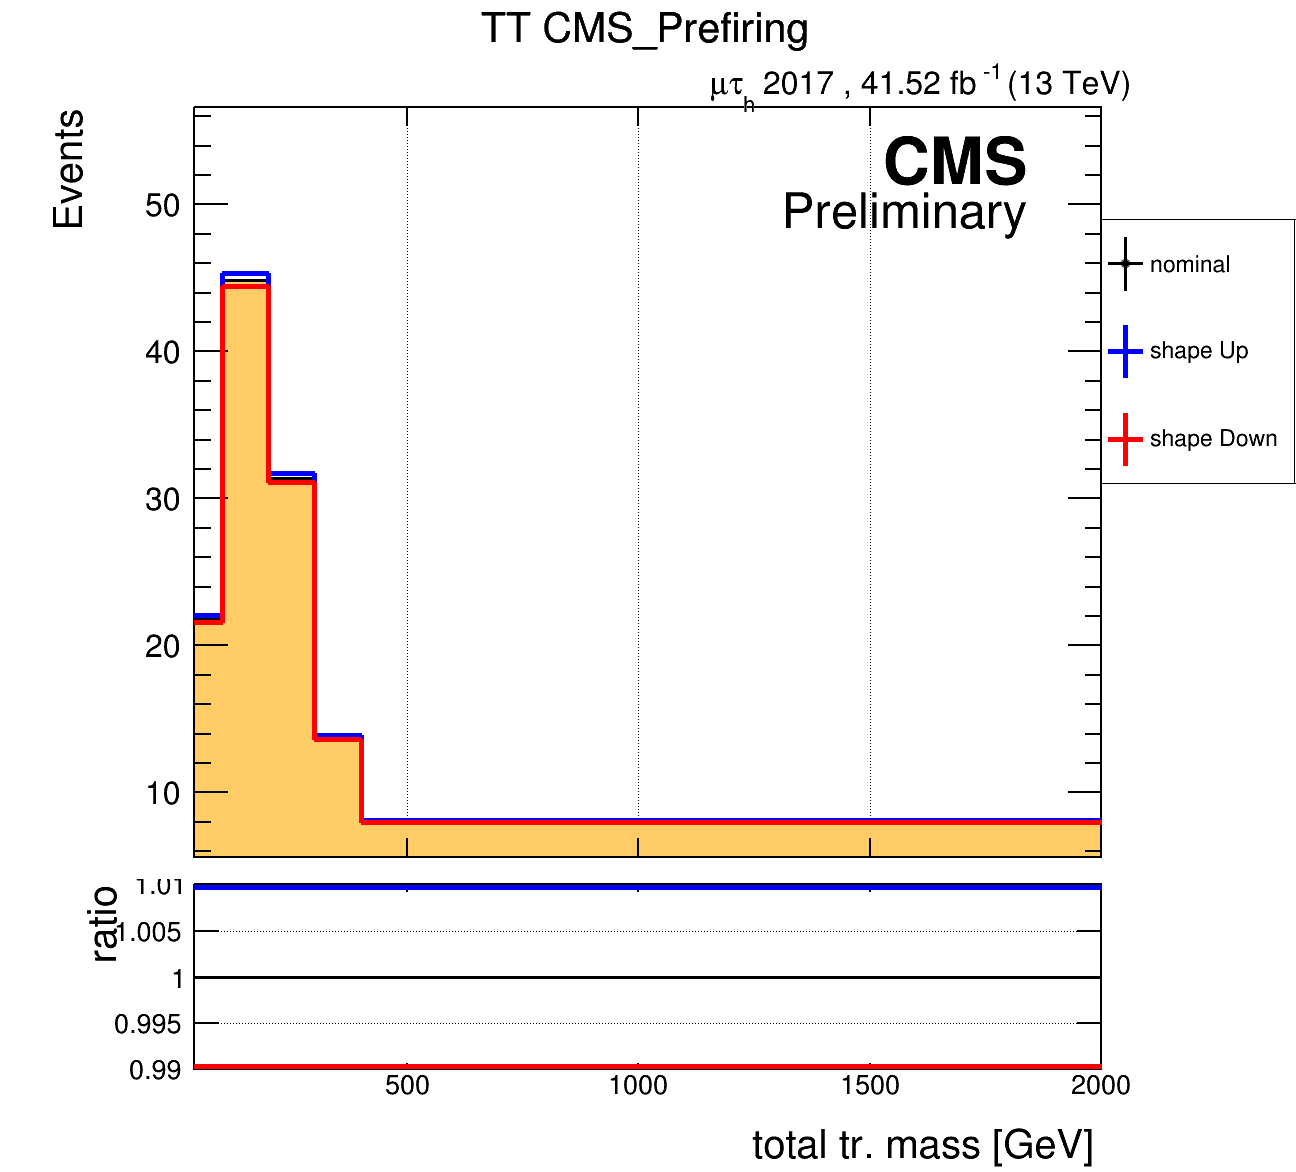 TT CMS_Prefiring
μτh 2017 , 41.52 fb-1 (13 TeV)
Events
CMS
Preliminary
50
40
30
20
10
nominal
shape Up
shape Down
ratio
1.01
1.005
1
0.995
0.99
500 1000 1500 2000
total tr. mass [GeV]